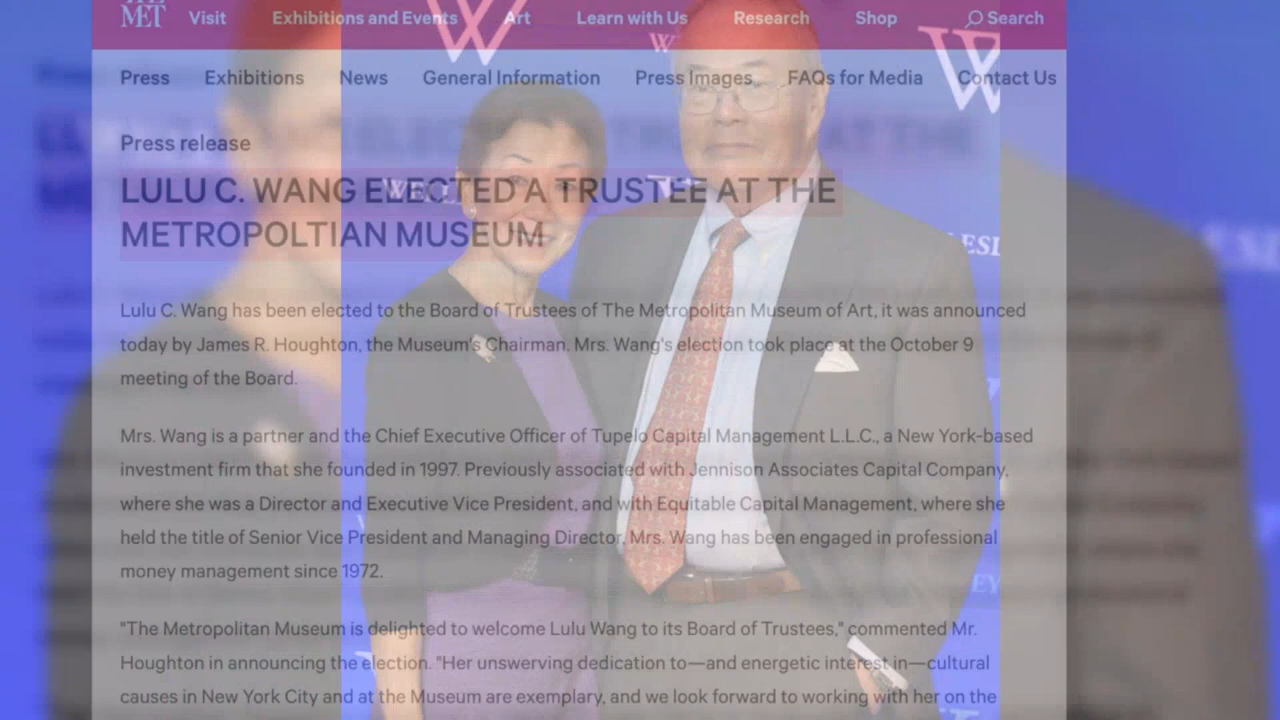 THE
MET
Visit
Exhibitions and Events
Art
Learn with Us
Research
Shop
Search
Press
Exhibitions
News
General Information
Press Images
FAQs for Media
Contact Us
Press release
LULU C. WANG ELECTED A TRUSTEE AT THE
METROPOLTIAN MUSEUM
Lulu C. Wang has been elected to the Board of Trustees of The Metropolitan Museum of Art, it was announced
today by James R. Houghton, the Museum's Chairman. Mrs. Wang's election took place at the October 9
meeting of the Board.
Mrs. Wang is a partner and the Chief Executive Officer of Tupelo Capital Management L.L.C., a New York-based
investment firm that she founded in 1997. Previously associated with Jennison Associates Capital Company,
where she was a Director and Executive Vice President, and with Equitable Capital Management, where she
held the title of Senior Vice President and Managing Director, Mrs. Wang has been engaged in professional
money management since 1972.
"The Metropolitan Museum is delighted to welcome Lulu Wang to its Board of Trustees," commented Mr.
Houghton in announcing the election. "Her unswerving dedication to—and energetic interest in—cultural
causes in New York City and at the Museum are exemplary, and we look forward to working with her on the